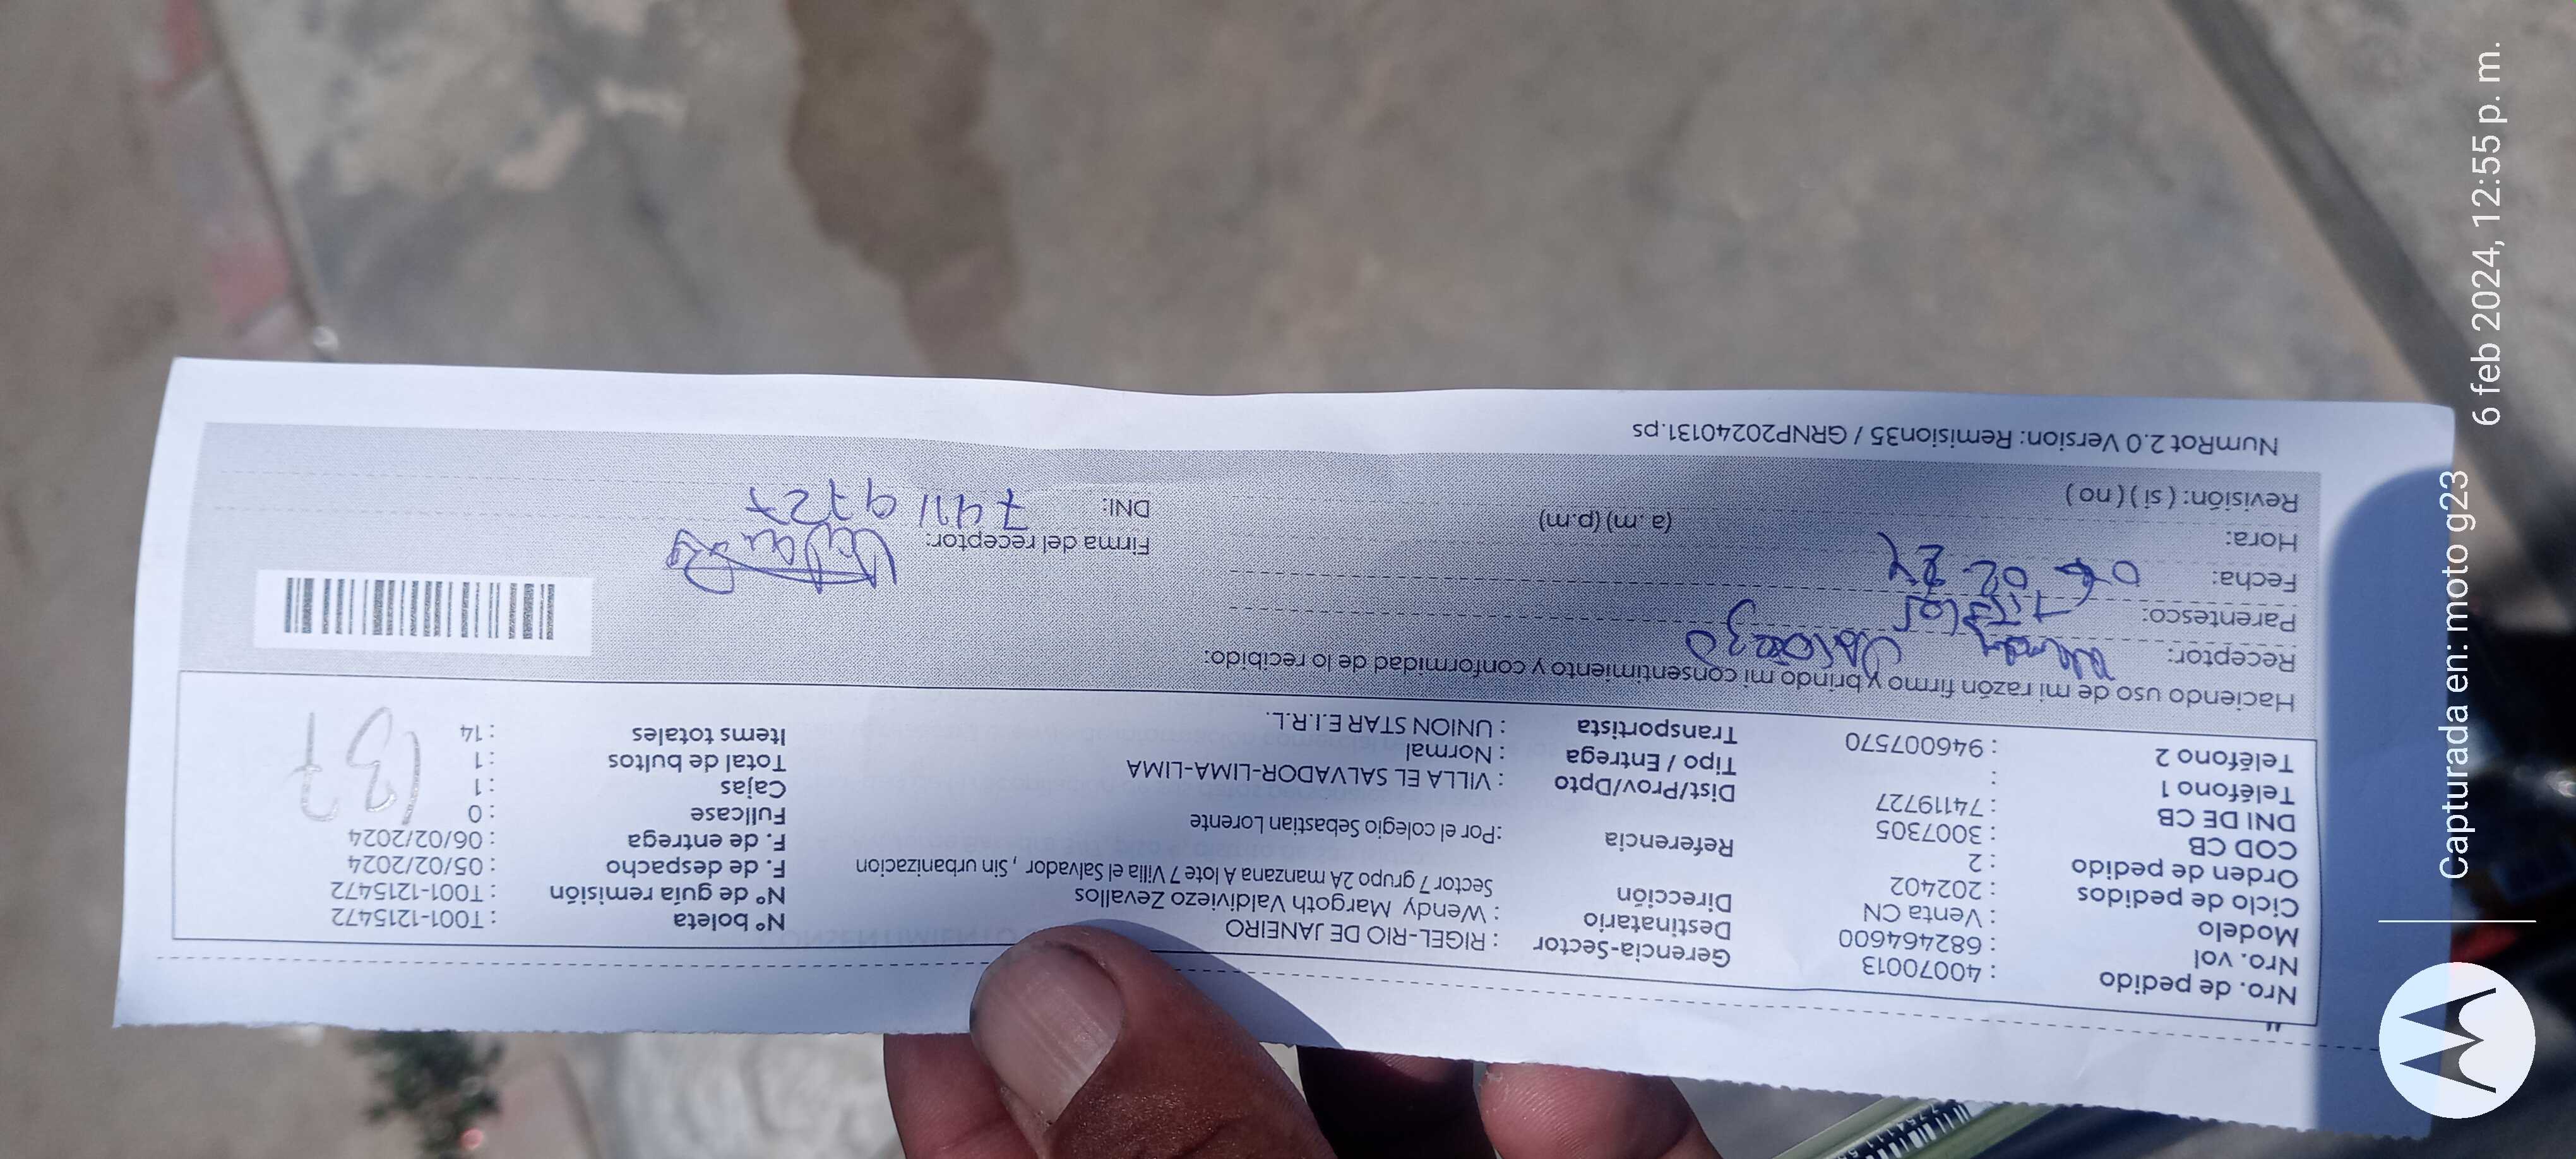 Nro. de pedido : 40070013
Nro. vol : 682464600
Modelo : Venta CN
Ciclo de pedidos : 202402
Orden de pedido : 2
COD CB : 3007305
DNI DE CB : 74119727
Teléfono 1 :
Teléfono 2 : 946007570
Gerencia-Sector : RIGEL-RIO DE JANEIRO
Destinatario : Wendy Margoth Valdiviezo Zevallos
Dirección Sector 7 grupo 2A manzana A lote 7 Villa el Salvador , Sin urbanizacion
Referencia :Por el colegio Sebastian Lorente
Dist/Prov/Dpto : VILLA EL SALVADOR-LIMA-LIMA
Tipo / Entrega : Normal
Transportista : UNION STAR E.I.R.L.
Nº boleta : T001-1215472
Nº de guía remisión : T001-1215472
F. de despacho : 05/02/2024
F. de entrega : 06/02/2024
Fullcase : 0
Cajas : 1
Total de bultos : 1
Items totales : 14
137
Haciendo uso de mi razón firmo y brindo mi consentimiento y conformidad de lo recibido:
Receptor: Wendy
Parentesco: Titular
Fecha: 06 02 24
Hora: (a .m) (p.m)
Revisión: ( si ) ( no )
Firma del receptor:
DNI: 74119727
NumRot 2.0 Version: Remision35 / GRNP20240131.ps
Capturada en: moto g23
6 feb 2024, 12:55 p. m.